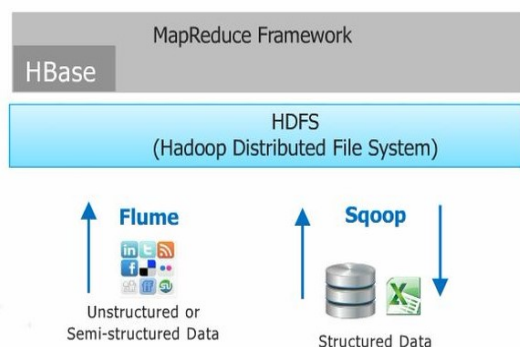 MapReduce Framework
HBase
HDFS
(Hadoop Distributed File System)
Flume
Sqoop
Unstructured or
Semi-structured Data
Structured Data